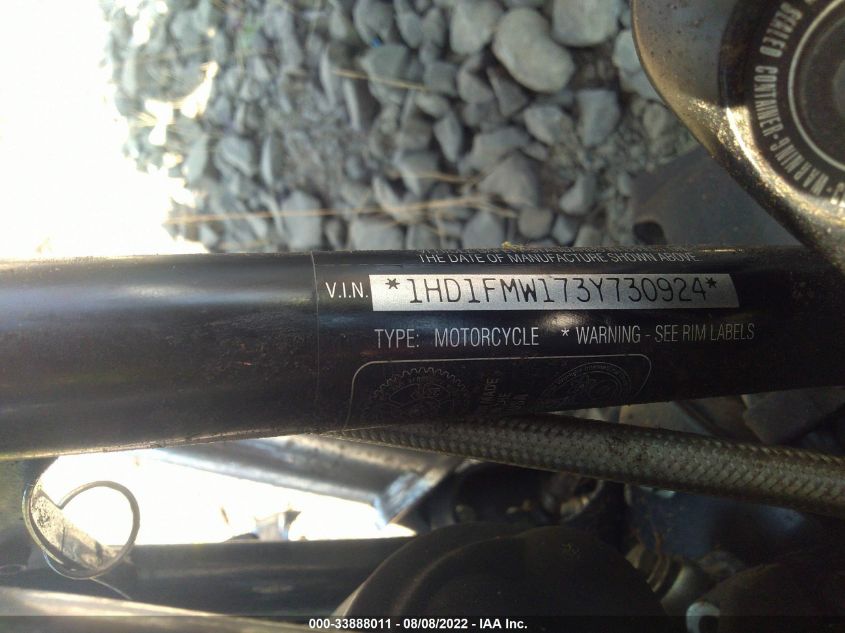 SEALED CONTAINER
WARNING
THE DATE OF MANUFACTURE SHOWN ABOVE
V.I.N. *1HD1FMW173Y730924*
TYPE: MOTORCYCLE * WARNING - SEE RIM LABELS
MADE
000-33888011 - 08/08/2022 - IAA Inc.